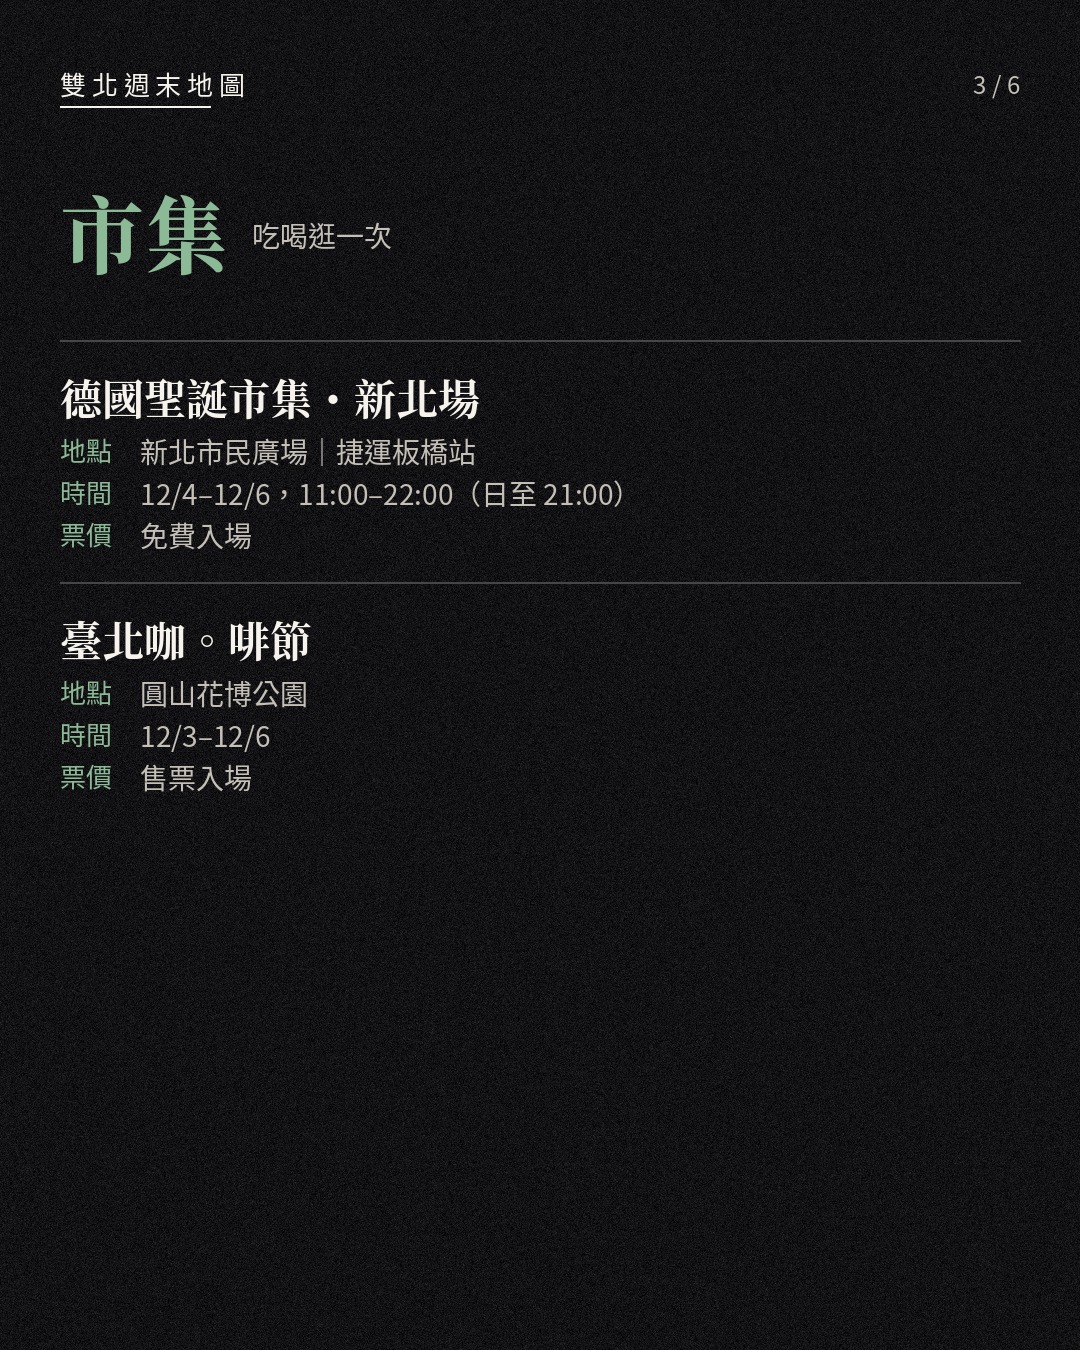 雙北週末地圖
3 / 6
市集 吃喝逛一次
德國聖誕市集・新北場
地點 新北市民廣場｜捷運板橋站
時間 12/4–12/6，11:00–22:00（日至 21:00）
票價 免費入場
臺北咖。啡節
地點 圓山花博公園
時間 12/3–12/6
票價 售票入場